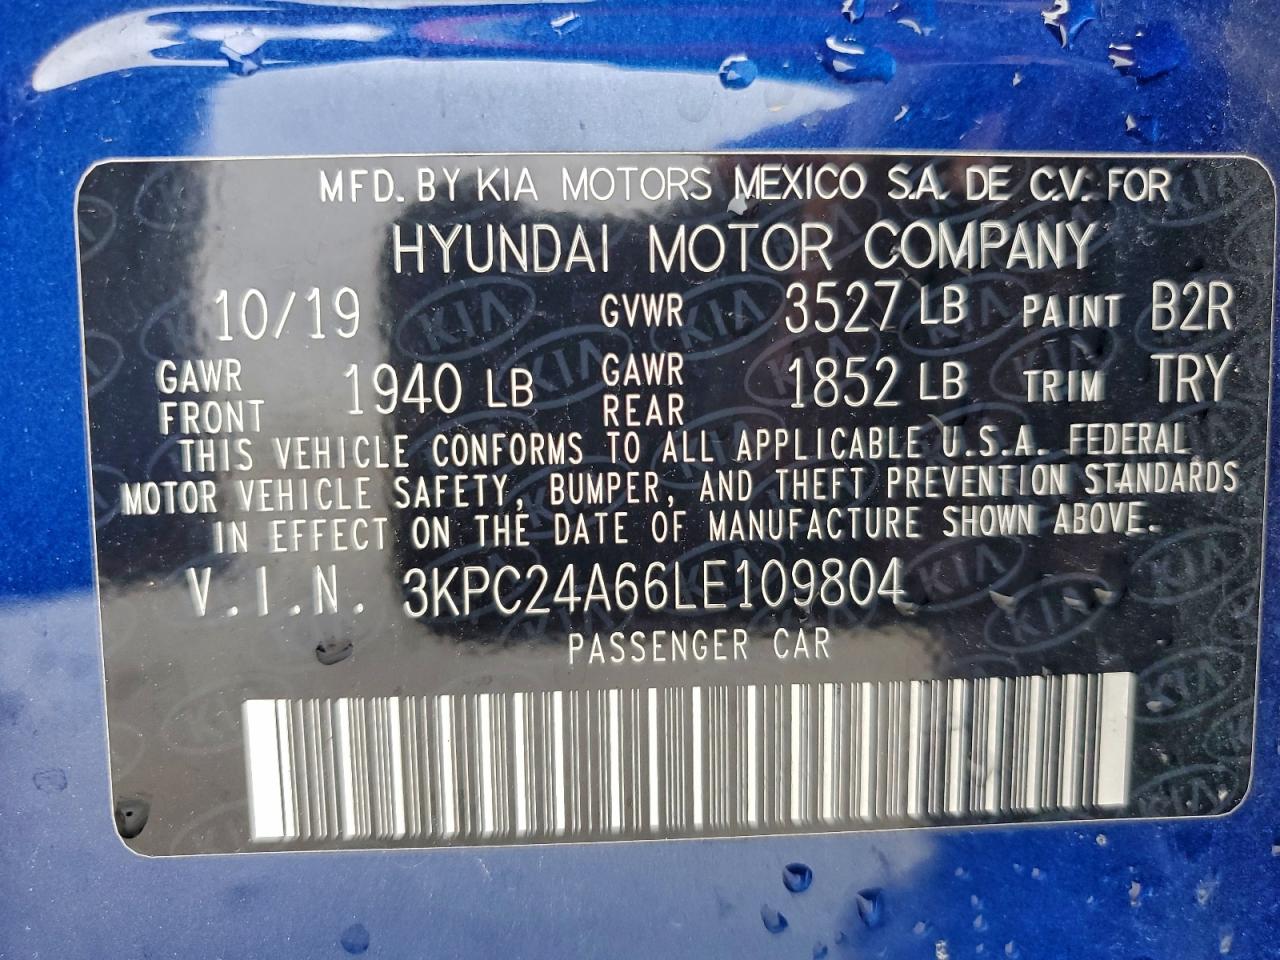 MFD. BY KIA MOTORS MEXICO S.A. DE C.V. FOR
HYUNDAI MOTOR COMPANY
10/19 GVWR 3527 LB PAINT B2R
GAWR FRONT 1940 LB GAWR REAR 1852 LB TRIM TRY
THIS VEHICLE CONFORMS TO ALL APPLICABLE U.S.A. FEDERAL
MOTOR VEHICLE SAFETY, BUMPER, AND THEFT PREVENTION STANDARDS
IN EFFECT ON THE DATE OF MANUFACTURE SHOWN ABOVE.
V.I.N. 3KPC24A66LE109804
PASSENGER CAR